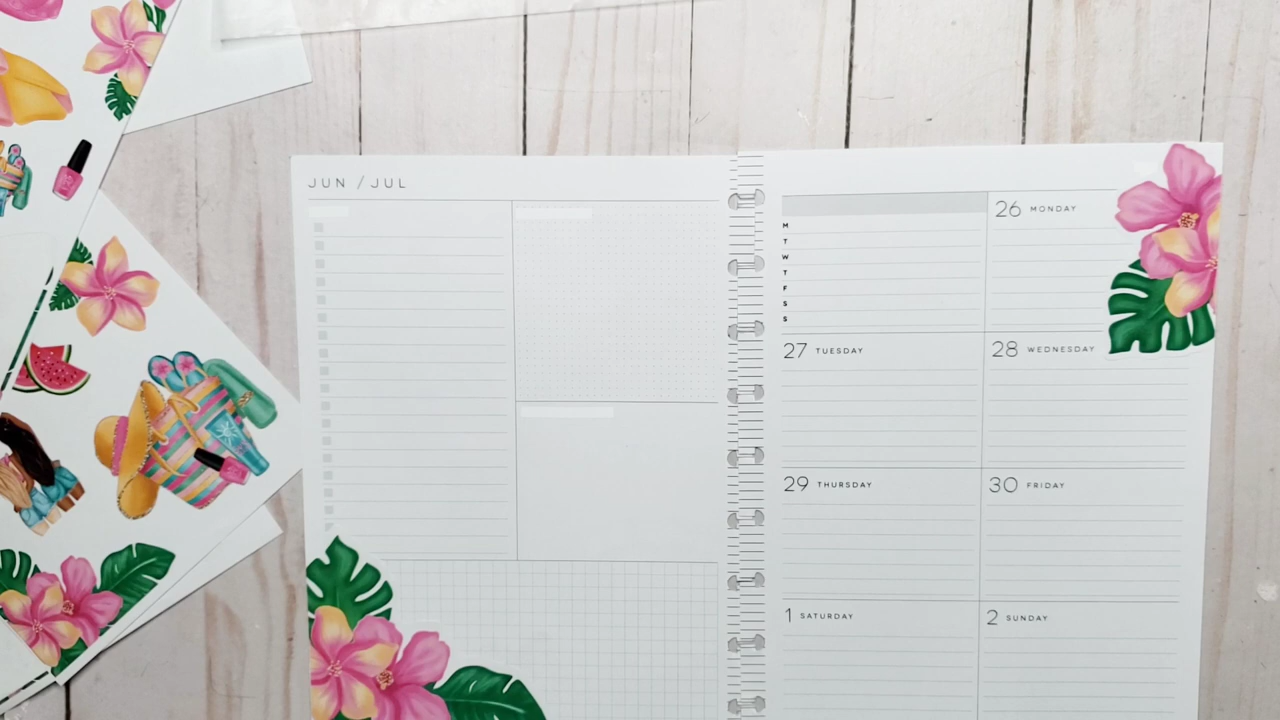 JUN / JUL
26 MONDAY
M
T
W
T
F
S
S
27 TUESDAY
28 WEDNESDAY
29 THURSDAY
30 FRIDAY
1 SATURDAY
2 SUNDAY